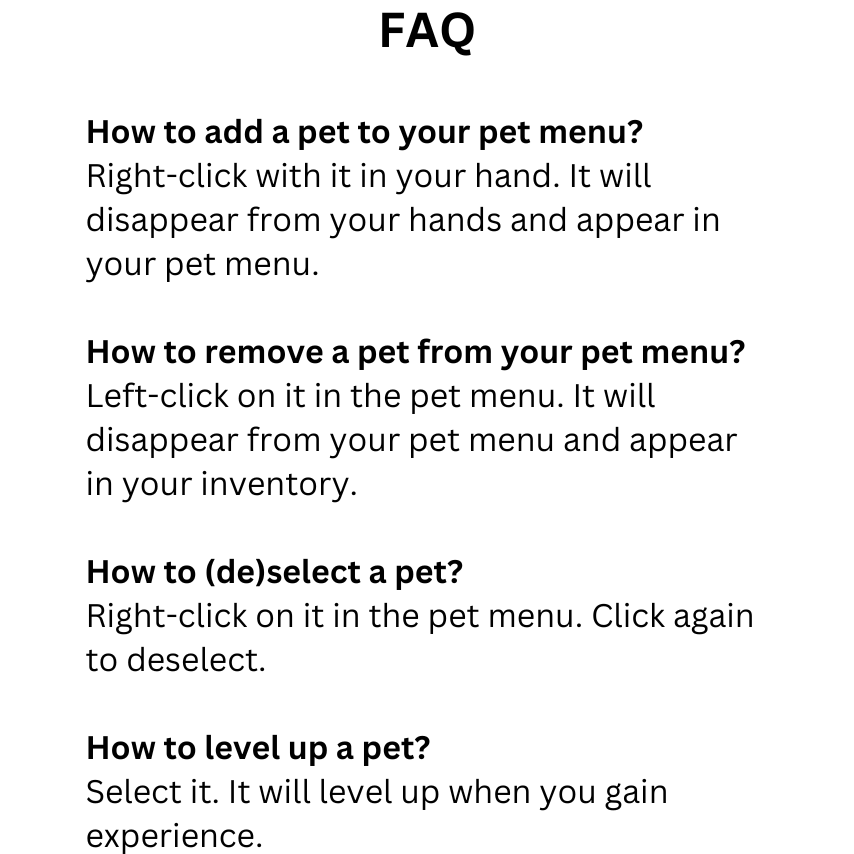 FAQ
How to add a pet to your pet menu?
Right-click with it in your hand. It will
disappear from your hands and appear in
your pet menu.
How to remove a pet from your pet menu?
Left-click on it in the pet menu. It will
disappear from your pet menu and appear
in your inventory.
How to (de)select a pet?
Right-click on it in the pet menu. Click again
to deselect.
How to level up a pet?
Select it. It will level up when you gain
experience.